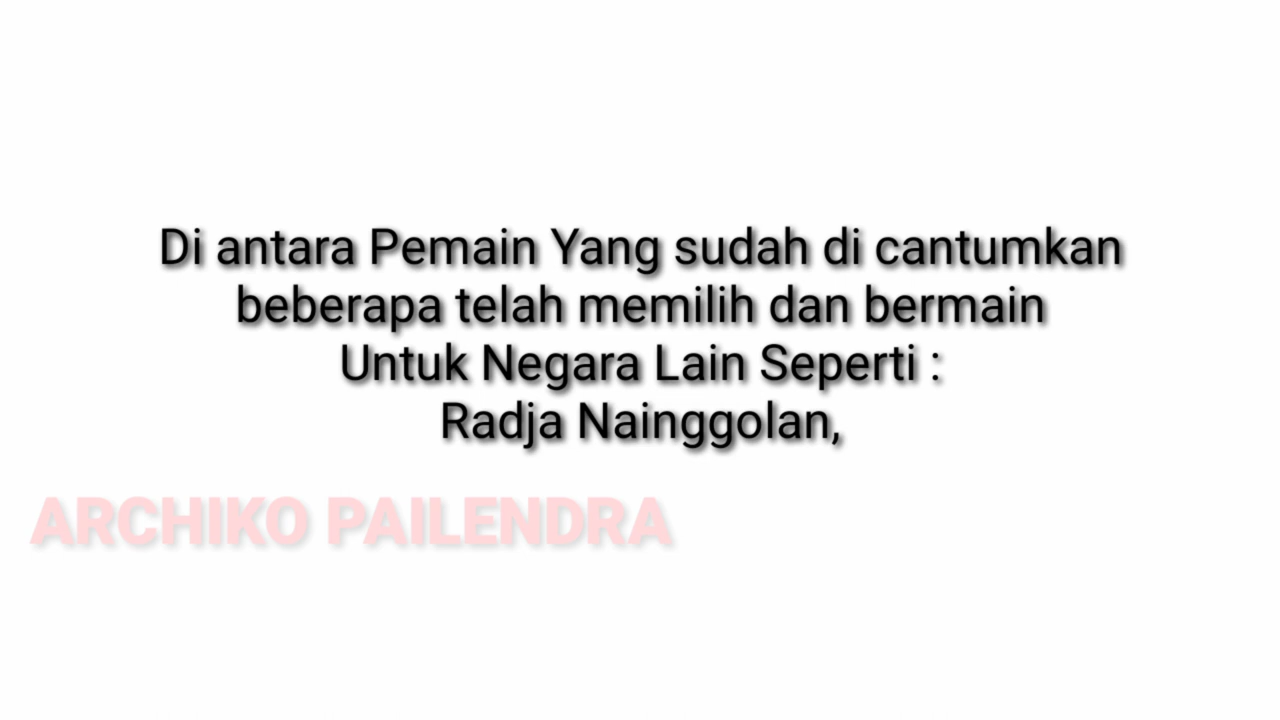 Di antara Pemain Yang sudah di cantumkan
beberapa telah memilih dan bermain
Untuk Negara Lain Seperti :
Radja Nainggolan,
ARCHIKO PAILENDRA